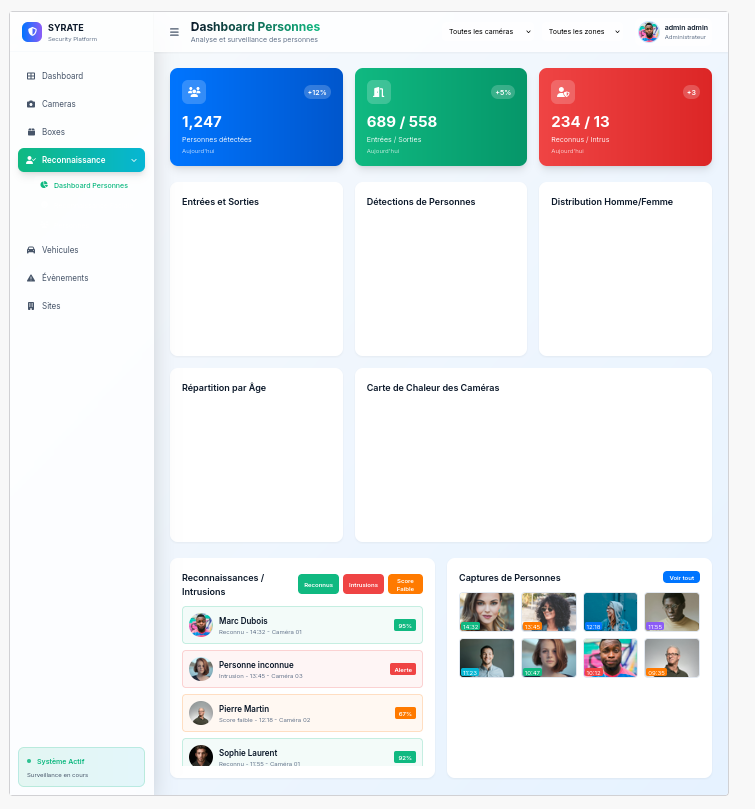 SYRATE
Security Platform
Dashboard
Cameras
Boxes
Reconnaissance
Dashboard Personnes
Vehicules
Évènements
Sites
Système Actif
Surveillance en cours
Dashboard Personnes
Analyse et surveillance des personnes
Toutes les caméras
Toutes les zones
admin admin
Administrateur
+12%
1,247
Personnes détectées
Aujourd'hui
+5%
689 / 558
Entrées / Sorties
Aujourd'hui
+3
234 / 13
Reconnus / Intrus
Aujourd'hui
Entrées et Sorties
Détections de Personnes
Distribution Homme/Femme
Répartition par Âge
Carte de Chaleur des Caméras
Reconnaissances /
Intrusions
Reconnus
Intrusions
Score
Faible
Marc Dubois
Reconnu - 14:32 - Caméra 01
95%
Personne inconnue
Intrusion - 13:45 - Caméra 03
Alerte
Pierre Martin
Score faible - 12:18 - Caméra 02
67%
Sophie Laurent
Reconnu - 11:55 - Caméra 01
92%
Captures de Personnes
Voir tout
14:32
13:45
12:18
11:55
11:23
10:47
10:12
09:35